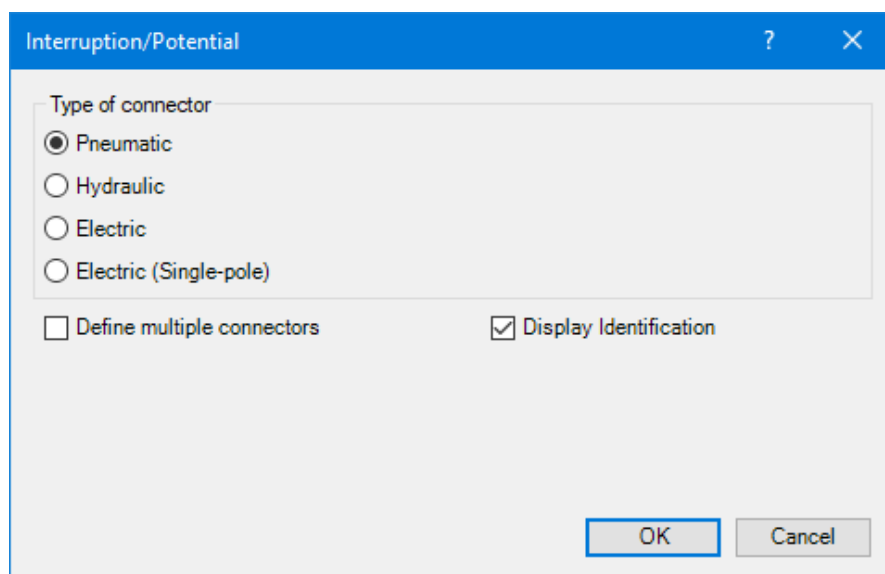 Interruption/Potential ?
Type of connector
Pneumatic
Hydraulic
Electric
Electric (Single-pole)
Define multiple connectors Display Identification
OK Cancel